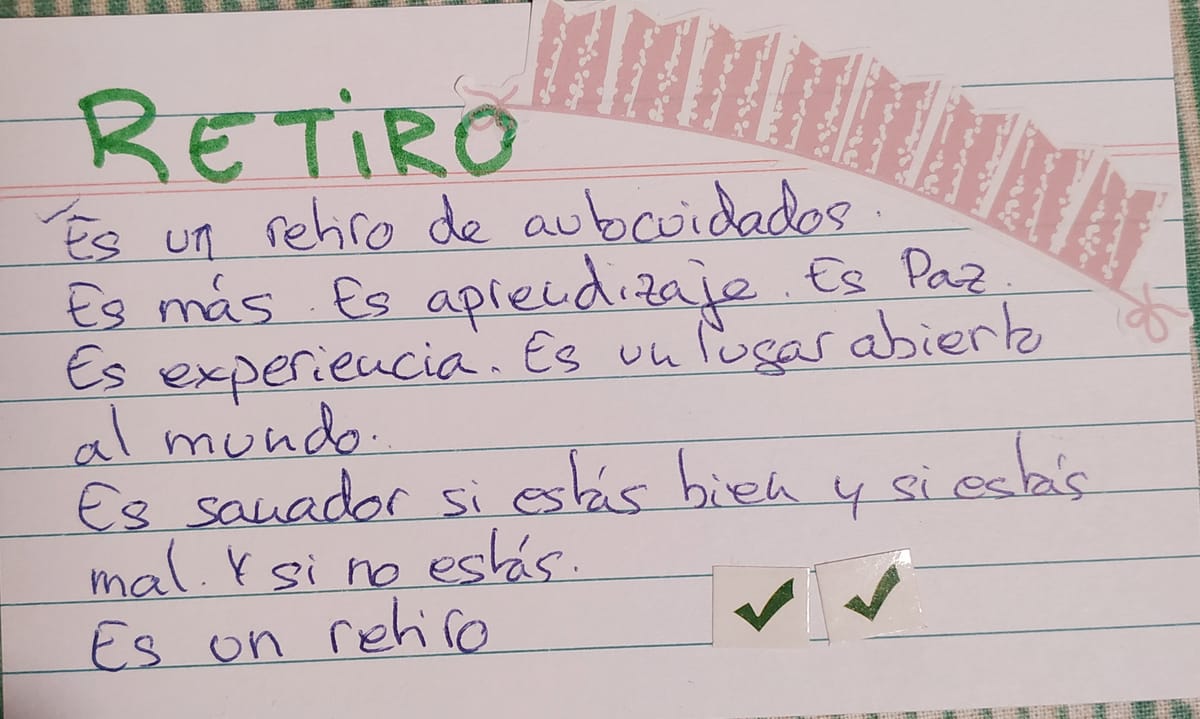 RETiRO
Es un retiro de autocuidados.
Es más. Es aprendizaje. Es Paz.
Es experiencia. Es un lugar abierto
al mundo.
Es sanador si estás bien y si estás
mal. Y si no estás.
Es un retiro